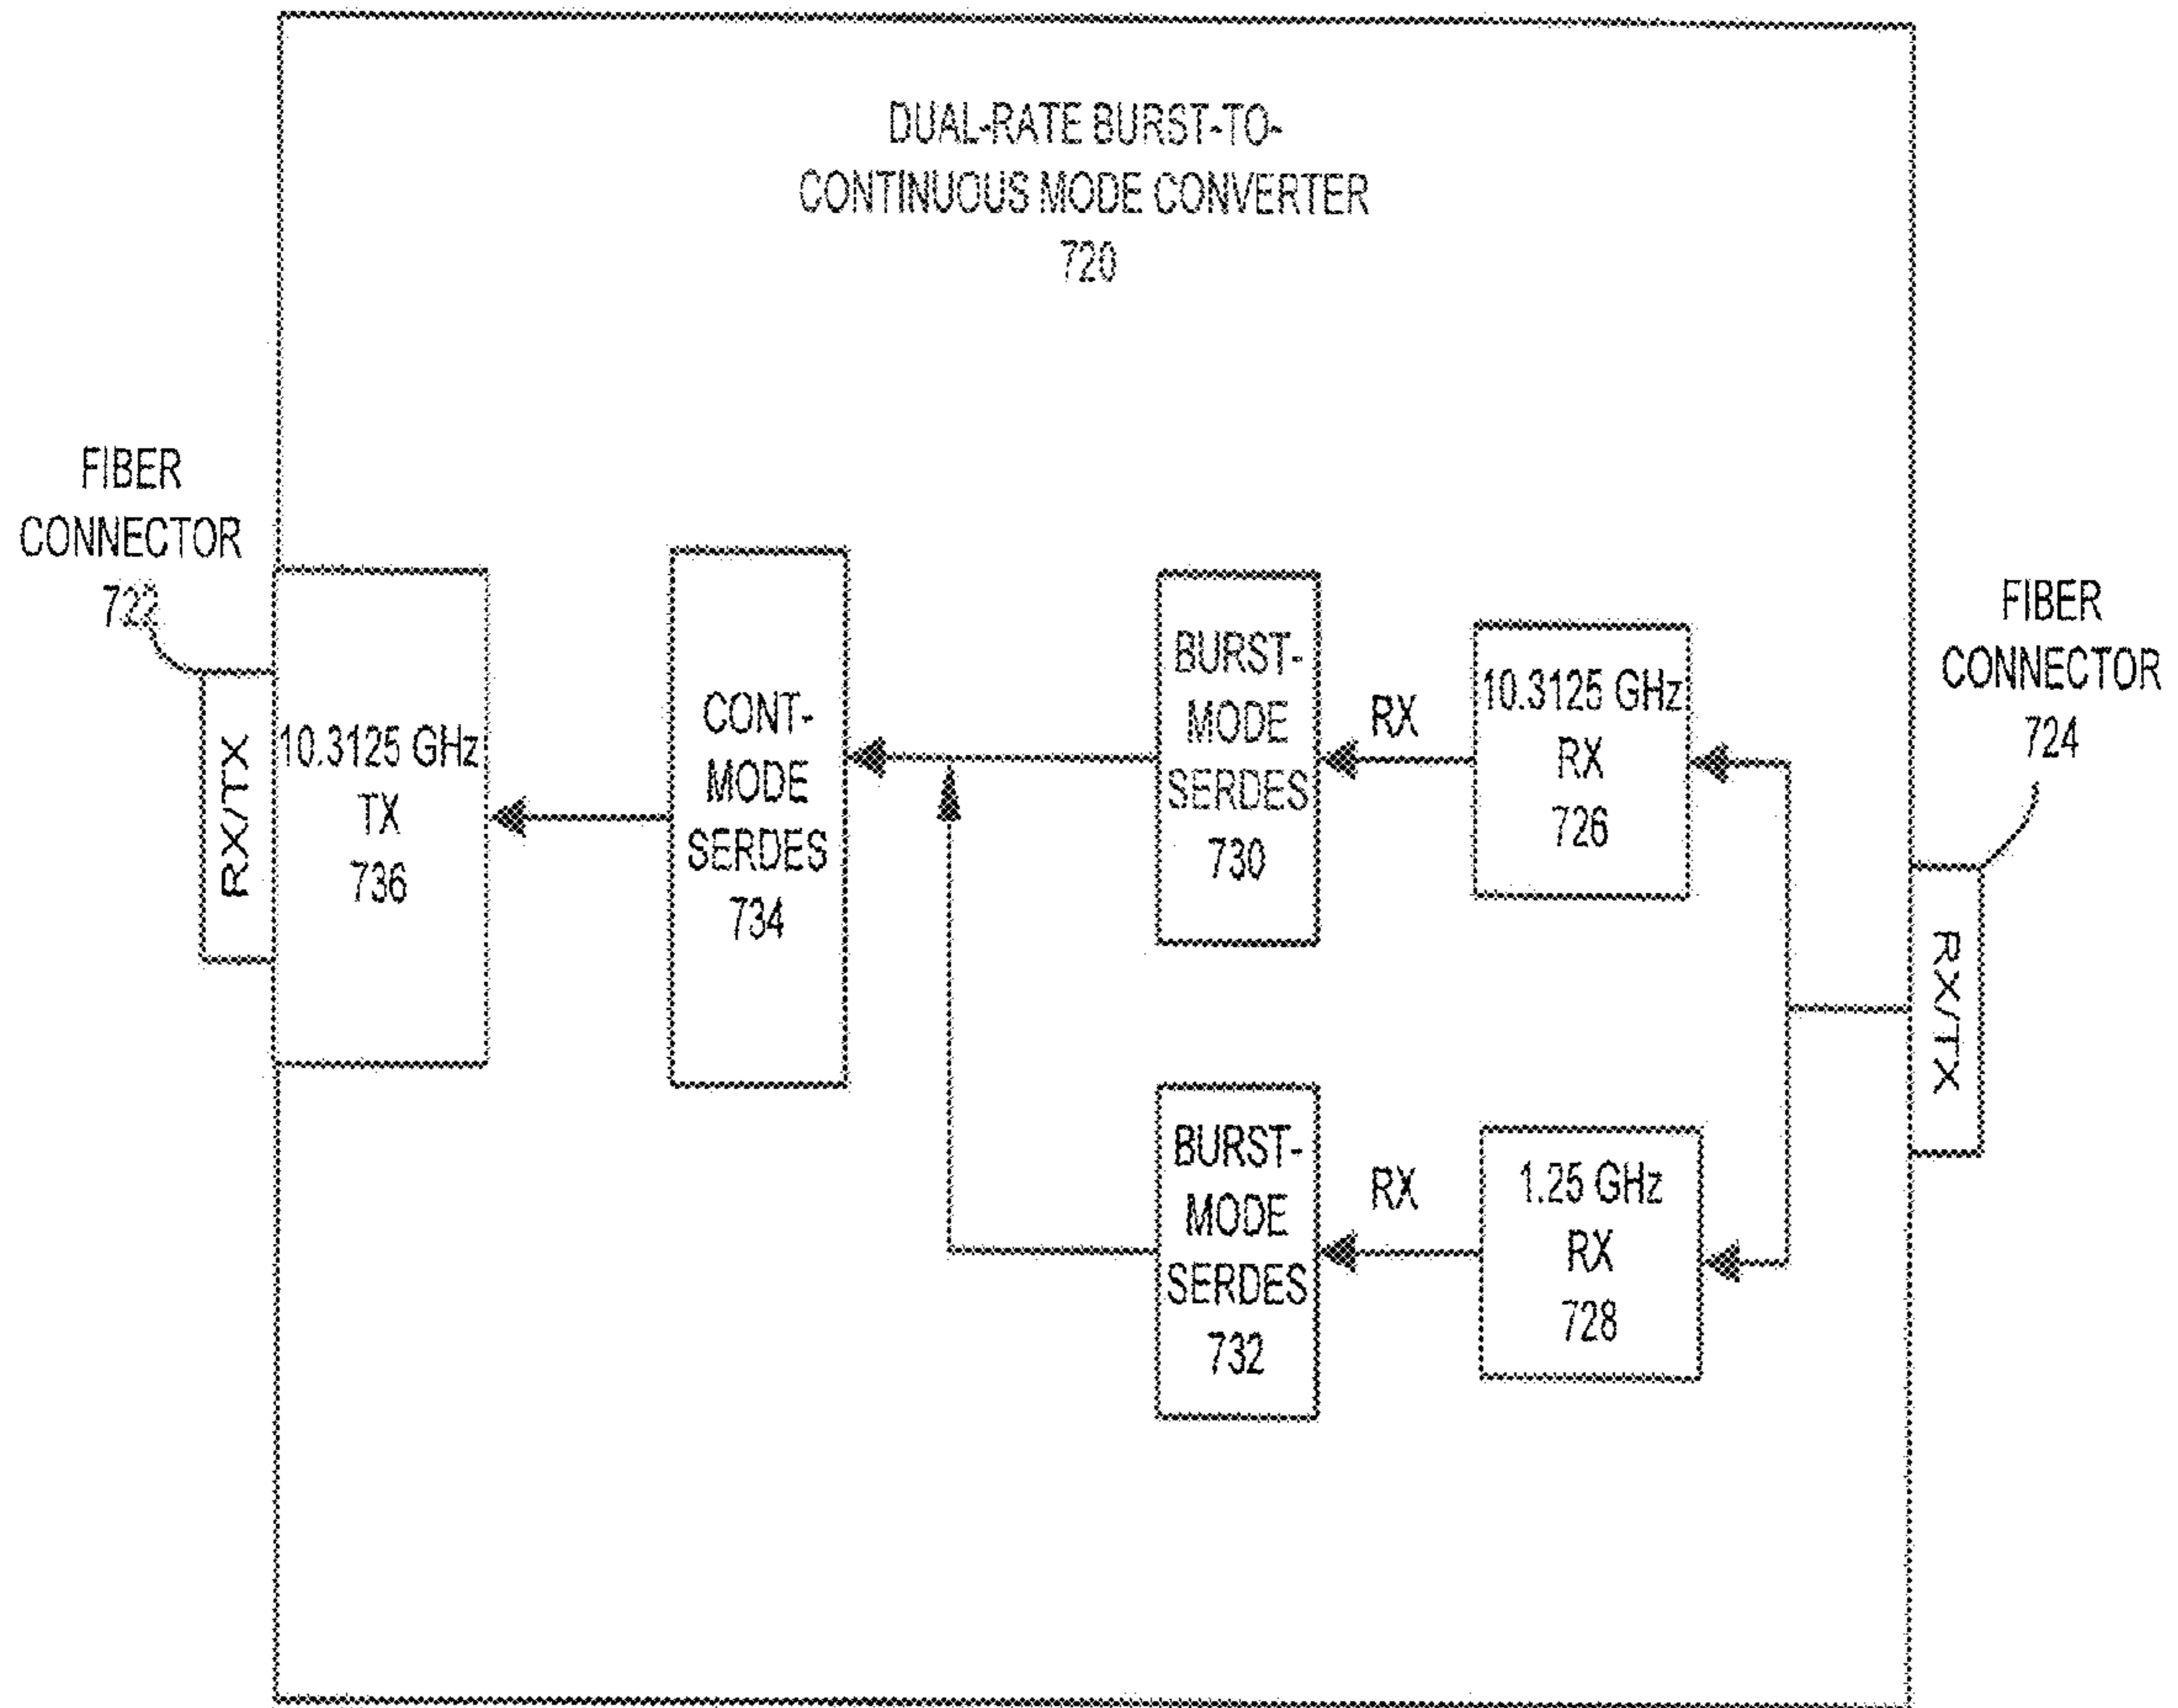 DUAL-RATE BURST-TO-
CONTINUOUS MODE CONVERTER
720
FIBER
CONNECTOR
722
RX/TX
10.3125 GHz
TX
736
CONT-
MODE
SERDES
734
BURST-
MODE
SERDES
730
RX
10.3125 GHz
RX
726
FIBER
CONNECTOR
724
RX/TX
BURST-
MODE
SERDES
732
RX
1.25 GHz
RX
728